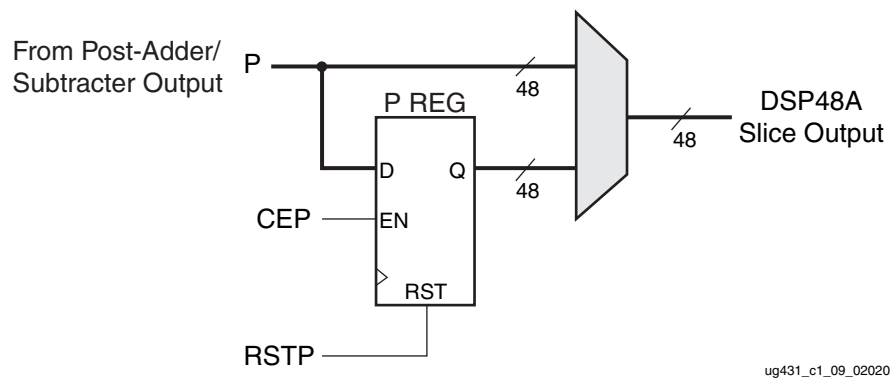 From Post-Adder/
Subtracter Output
P
48
P REG
DSP48A
Slice Output
48
D
Q
48
CEP
EN
RST
RSTP
ug431_c1_09_02020